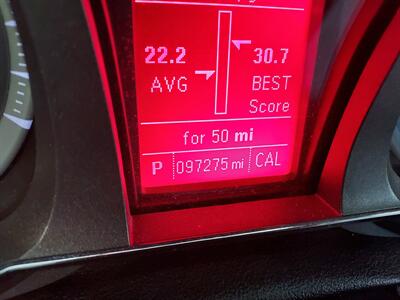 22.2 30.7
AVG BEST
Score
for 50 mi
P 097275 mi CAL